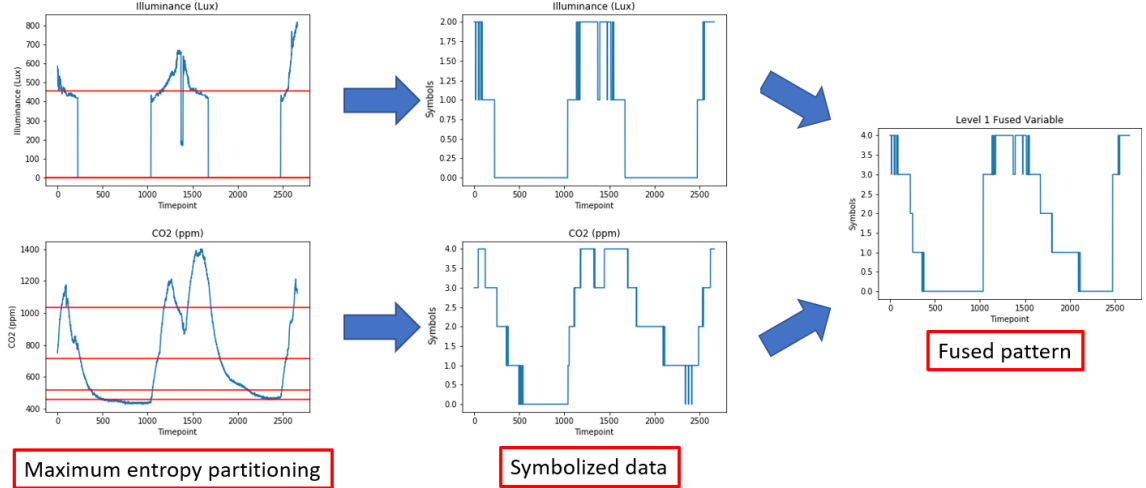 Illuminance (Lux)
800
700
600
500
400
300
200
100
0
Illuminance (Lux)
0 500 1000 1500 2000 2500
Timepoint
Illuminance (Lux)
2.00
1.75
1.50
1.25
1.00
0.75
0.50
0.25
0.00
Symbols
0 500 1000 1500 2000 2500
Timepoint
Level 1 Fused Variable
4.0
3.5
3.0
2.5
2.0
1.5
1.0
0.5
0.0
Symbols
0 500 1000 1500 2000 2500
Timepoint
CO2 (ppm)
1400
1200
1000
800
600
400
CO2 (ppm)
0 500 1000 1500 2000 2500
Timepoint
CO2 (ppm)
4.0
3.5
3.0
2.5
2.0
1.5
1.0
0.5
0.0
Symbols
0 500 1000 1500 2000 2500
Timepoint
Fused pattern
Maximum entropy partitioning
Symbolized data